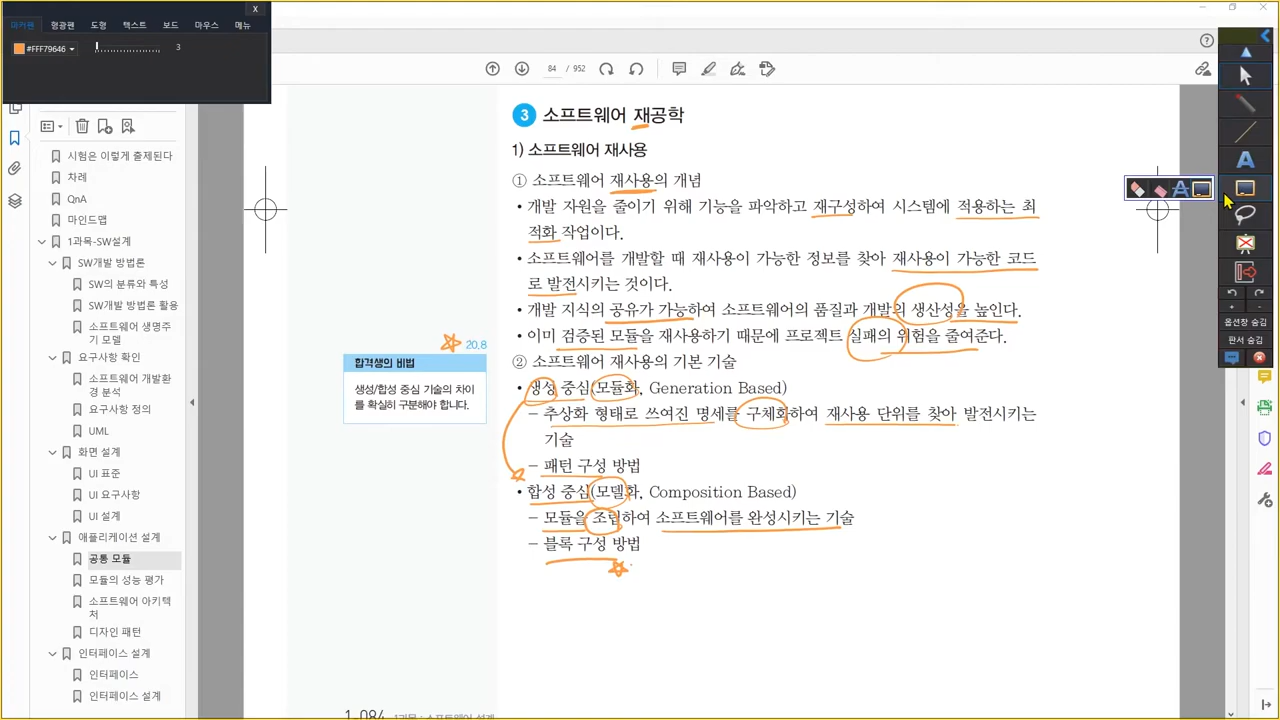 X
마커펜 형광펜 도형 텍스트 보드 마우스 메뉴
#FFF79646 3
84 / 952
시험은 이렇게 출제된다
차례
QnA
마인드맵
1과목-SW설계
SW개발 방법론
SW의 분류와 특성
SW개발 방법론 활용
소프트웨어 생명주
기 모델
요구사항 확인
소프트웨어 개발환
경 분석
요구사항 정의
UML
화면 설계
UI 표준
UI 요구사항
UI 설계
애플리케이션 설계
공통 모듈
모듈의 성능 평가
소프트웨어 아키텍
처
디자인 패턴
인터페이스 설계
인터페이스
인터페이스 설계
3 소프트웨어 재공학
1) 소프트웨어 재사용
① 소프트웨어 재사용의 개념
• 개발 자원을 줄이기 위해 기능을 파악하고 재구성하여 시스템에 적용하는 최
적화 작업이다.
• 소프트웨어를 개발할 때 재사용이 가능한 정보를 찾아 재사용이 가능한 코드
로 발전시키는 것이다.
• 개발 지식의 공유가 가능하여 소프트웨어의 품질과 개발의 생산성을 높인다.
• 이미 검증된 모듈을 재사용하기 때문에 프로젝트 실패의 위험을 줄여준다.
② 소프트웨어 재사용의 기본 기술
• 생성 중심(모듈화, Generation Based)
– 추상화 형태로 쓰여진 명세를 구체화하여 재사용 단위를 찾아 발전시키는
기술
– 패턴 구성 방법
• 합성 중심(모델화, Composition Based)
– 모듈을 조립하여 소프트웨어를 완성시키는 기술
– 블록 구성 방법
20.8
합격생의 비법
생성/합성 중심 기술의 차이
를 확실히 구분해야 합니다.
1-084 1과목 : 소프트웨어 설계
옵션창 숨김
판서 숨김